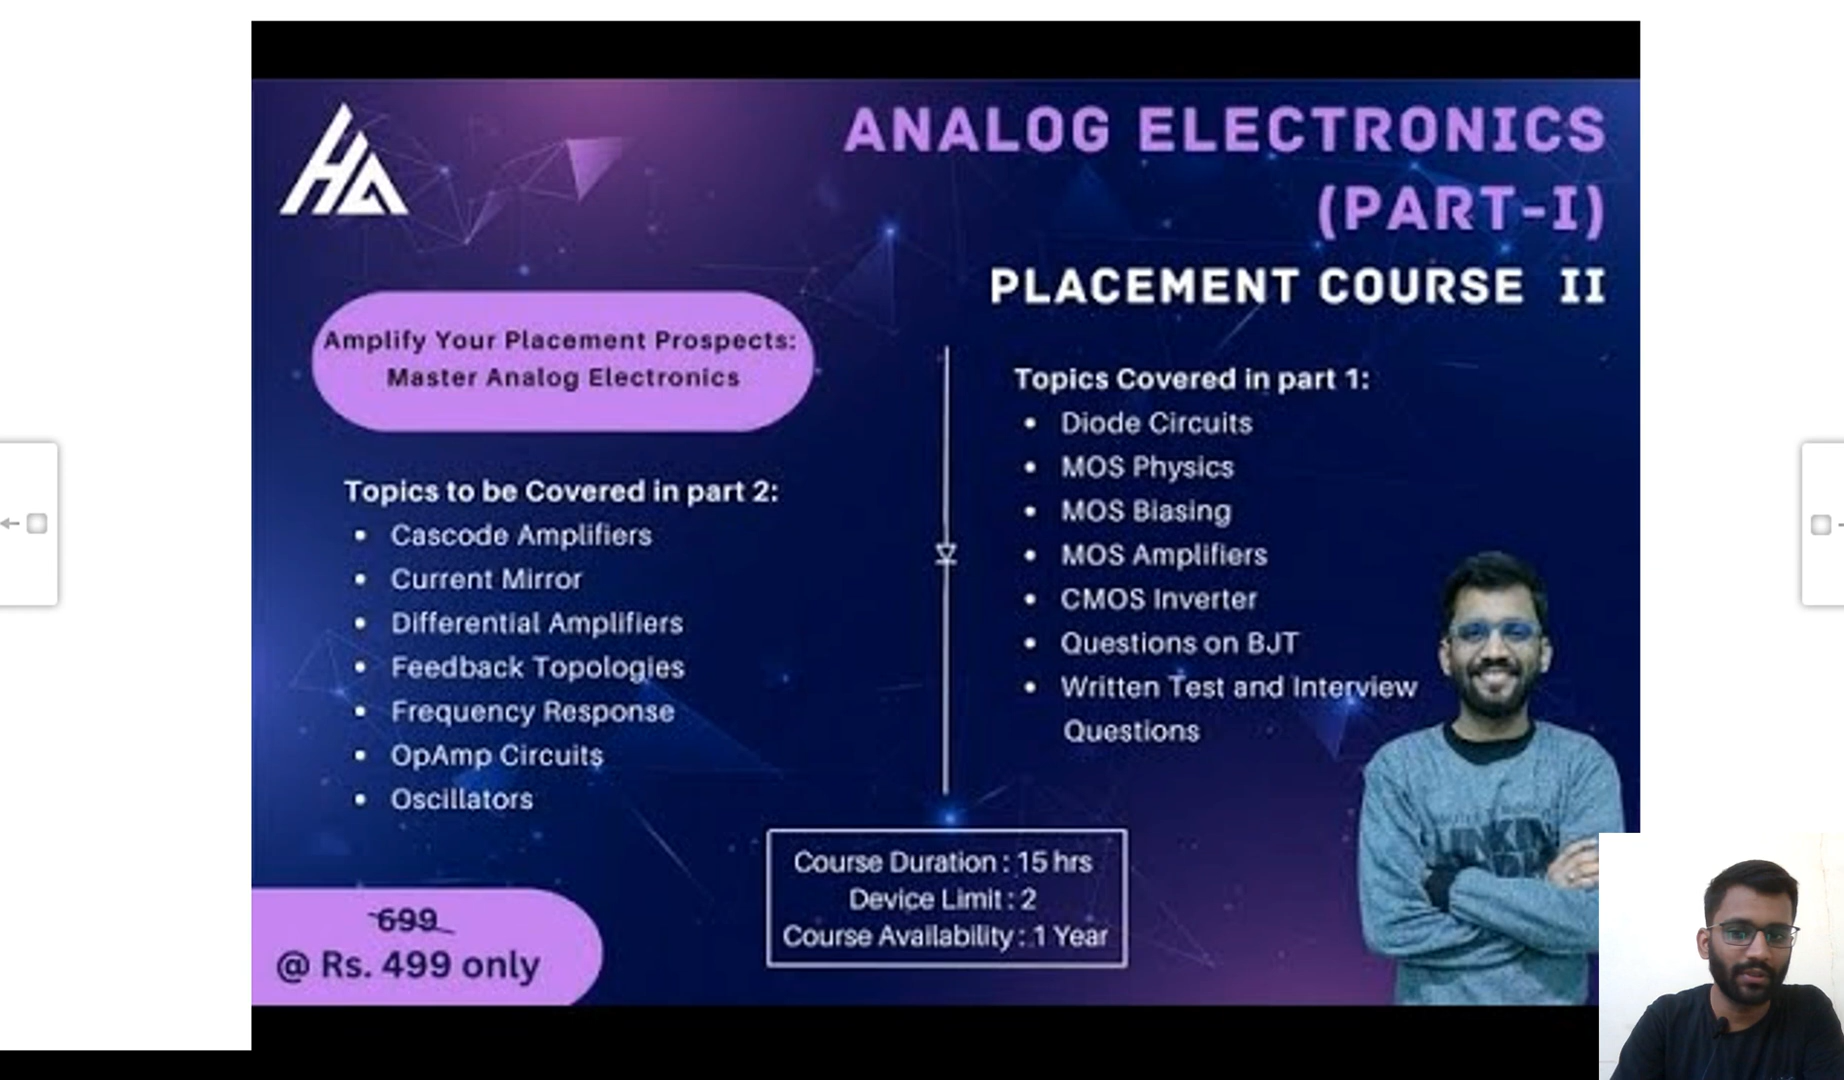 HA
ANALOG ELECTRONICS
(PART-I)
PLACEMENT COURSE II
Amplify Your Placement Prospects:
Master Analog Electronics
Topics to be Covered in part 2:
• Cascode Amplifiers
• Current Mirror
• Differential Amplifiers
• Feedback Topologies
• Frequency Response
• OpAmp Circuits
• Oscillators
Topics Covered in part 1:
• Diode Circuits
• MOS Physics
• MOS Biasing
• MOS Amplifiers
• CMOS Inverter
• Questions on BJT
• Written Test and Interview
Questions
Course Duration : 15 hrs
Device Limit : 2
Course Availability : 1 Year
699
@ Rs. 499 only